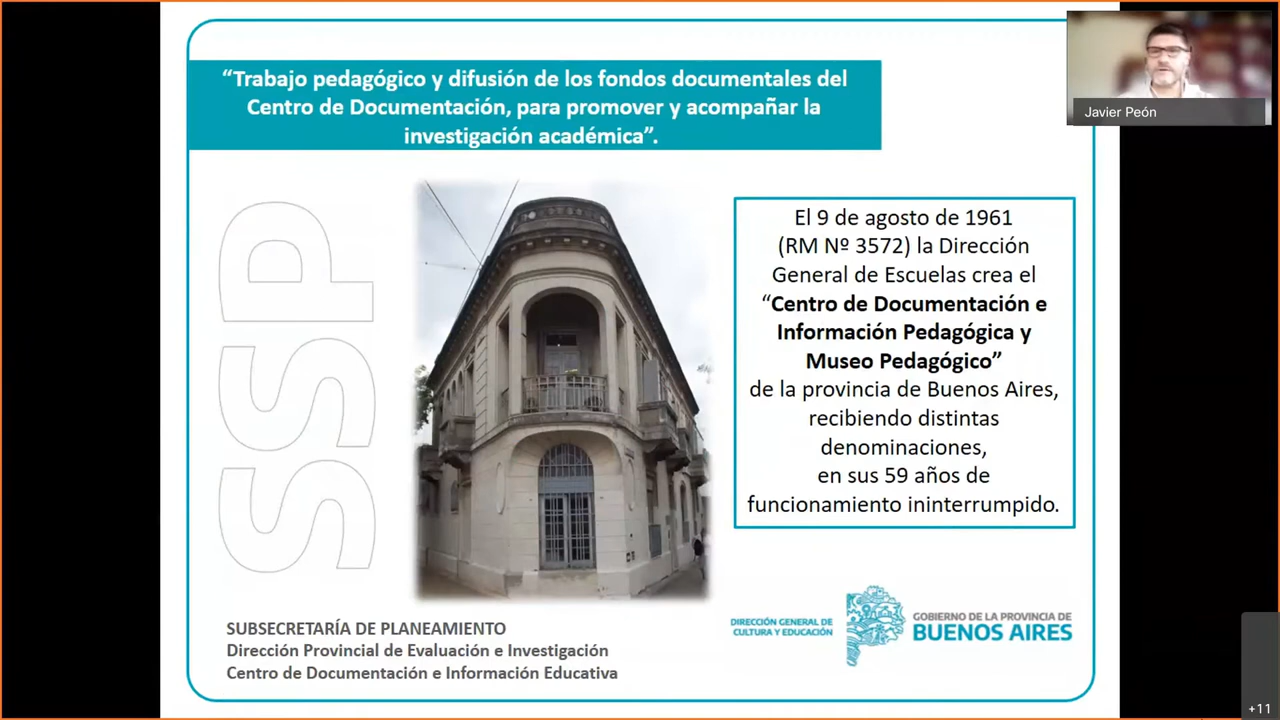 “Trabajo pedagógico y difusión de los fondos documentales del
Centro de Documentación, para promover y acompañar la
investigación académica”.
Javier Peón
SSP
El 9 de agosto de 1961
(RM Nº 3572) la Dirección
General de Escuelas crea el
“Centro de Documentación e
Información Pedagógica y
Museo Pedagógico”
de la provincia de Buenos Aires,
recibiendo distintas
denominaciones,
en sus 59 años de
funcionamiento ininterrumpido.
SUBSECRETARÍA DE PLANEAMIENTO
Dirección Provincial de Evaluación e Investigación
Centro de Documentación e Información Educativa
DIRECCIÓN GENERAL DE
CULTURA Y EDUCACIÓN
GOBIERNO DE LA PROVINCIA DE
BUENOS AIRES
+11